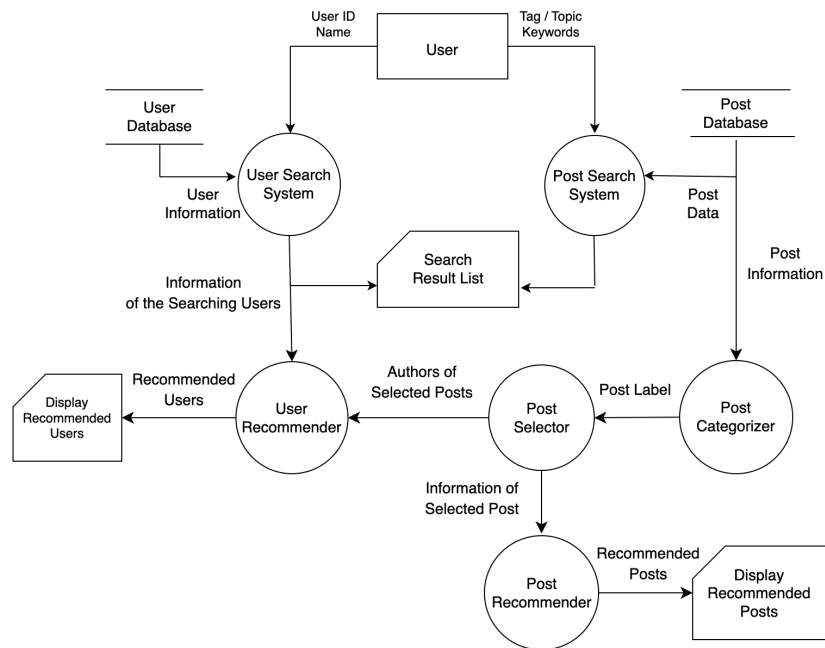 User ID
Name
Tag / Topic
Keywords
User
User
Database
Post
Database
User Search
System
Post Search
System
User
Information
Post
Data
Search
Result List
Post
Information
Information
of the Searching Users
Recommended
Users
Authors of
Selected Posts
Post Label
Display
Recommended
Users
User
Recommender
Post
Selector
Post
Categorizer
Information of
Selected Post
Recommended
Posts
Post
Recommender
Display
Recommended
Posts